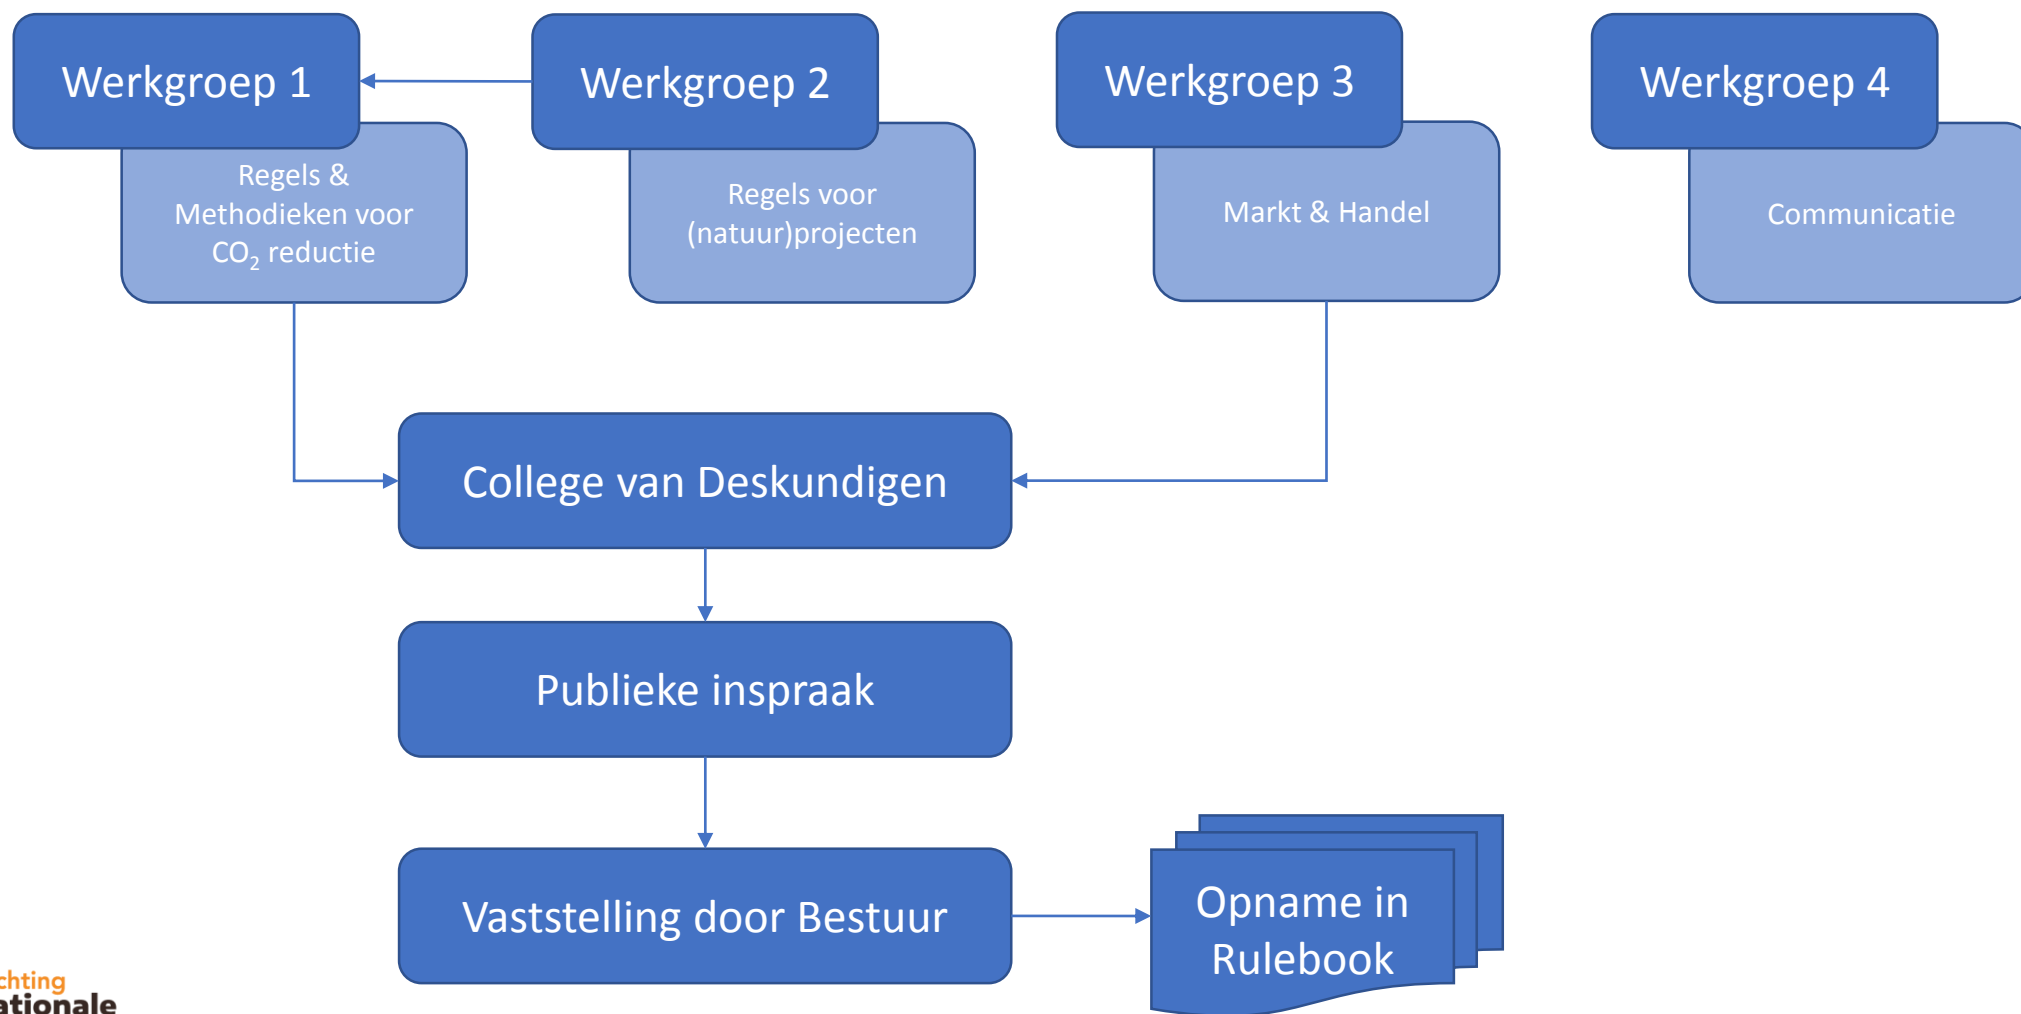 Werkgroep 1
Werkgroep 2
Werkgroep 3
Werkgroep 4
Regels &
Methodieken voor
CO₂ reductie
Regels voor
(natuur)projecten
Markt & Handel
Communicatie
College van Deskundigen
Publieke inspraak
Vaststelling door Bestuur
Opname in
Rulebook
chting
ationale